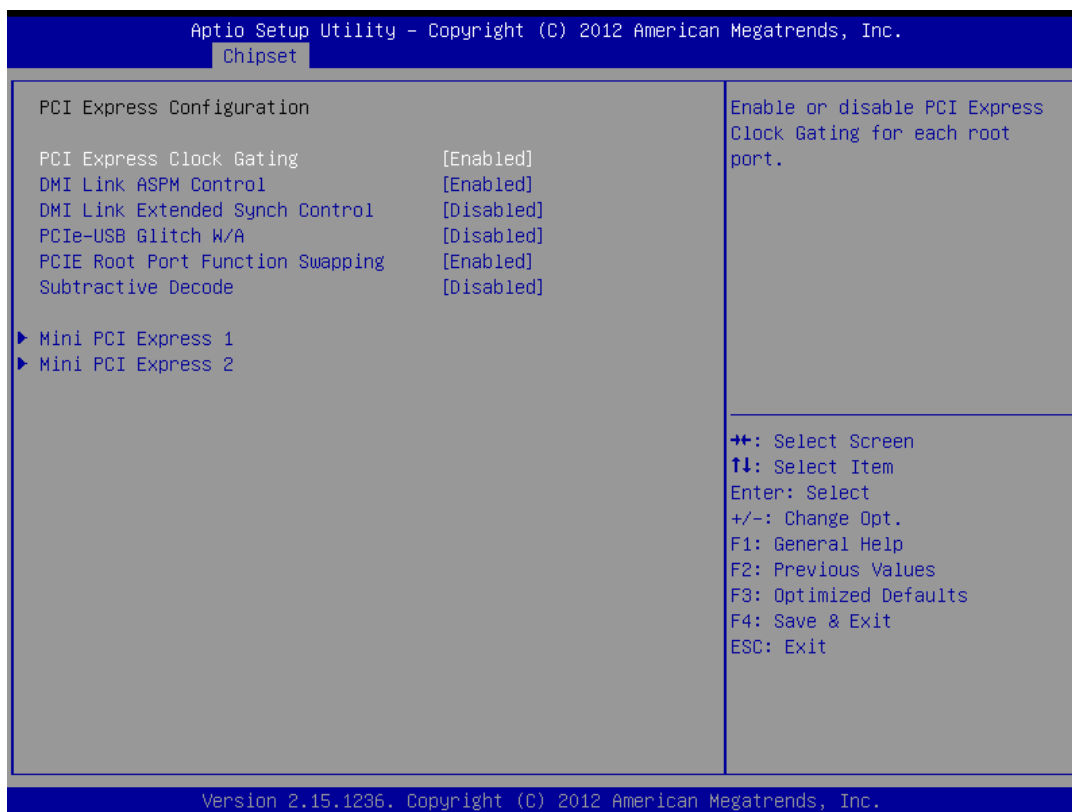 Aptio Setup Utility – Copyright (C) 2012 American Megatrends, Inc.
Chipset
PCI Express Configuration
PCI Express Clock Gating [Enabled]
DMI Link ASPM Control [Enabled]
DMI Link Extended Synch Control [Disabled]
PCIe-USB Glitch W/A [Disabled]
PCIE Root Port Function Swapping [Enabled]
Subtractive Decode [Disabled]
▶ Mini PCI Express 1
▶ Mini PCI Express 2
Enable or disable PCI Express
Clock Gating for each root
port.
→←: Select Screen
↑↓: Select Item
Enter: Select
+/-: Change Opt.
F1: General Help
F2: Previous Values
F3: Optimized Defaults
F4: Save & Exit
ESC: Exit
Version 2.15.1236. Copyright (C) 2012 American Megatrends, Inc.